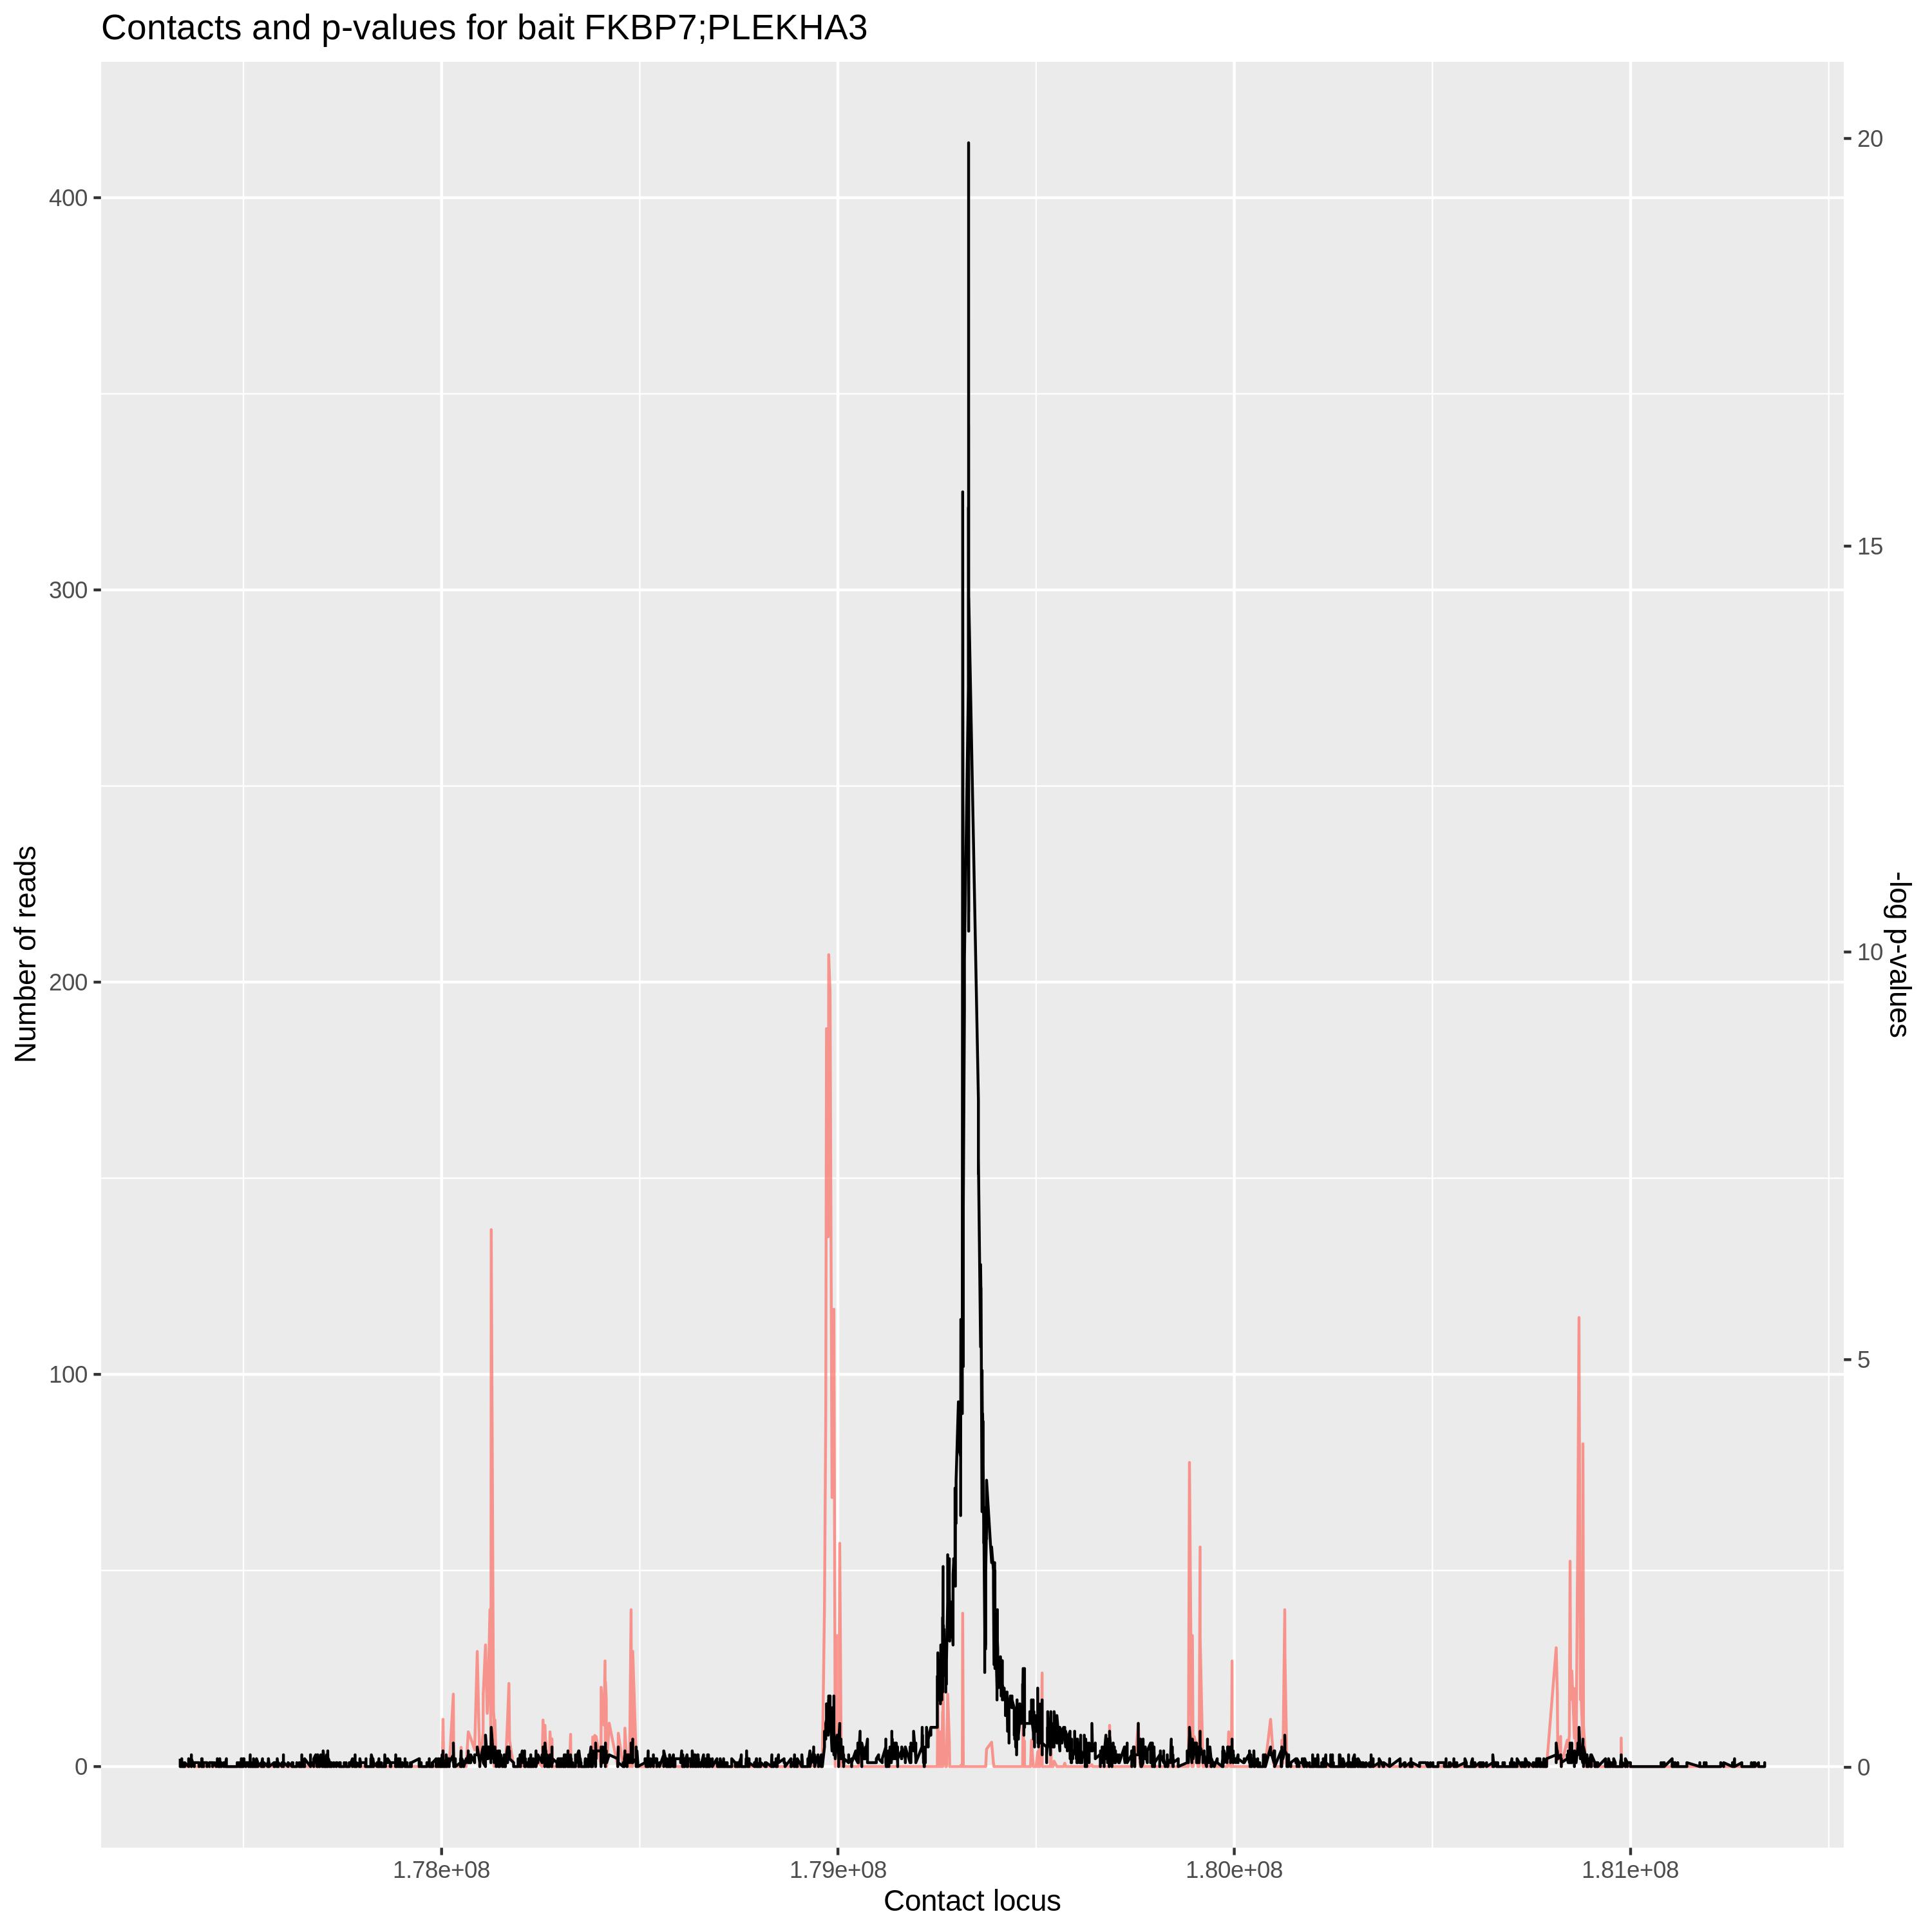 Contacts and p-values for bait FKBP7;PLEKHA3
400
300
200
100
0
20
15
10
5
0
Number of reads
-log p-values
1.78e+08
1.79e+08
1.80e+08
1.81e+08
Contact locus